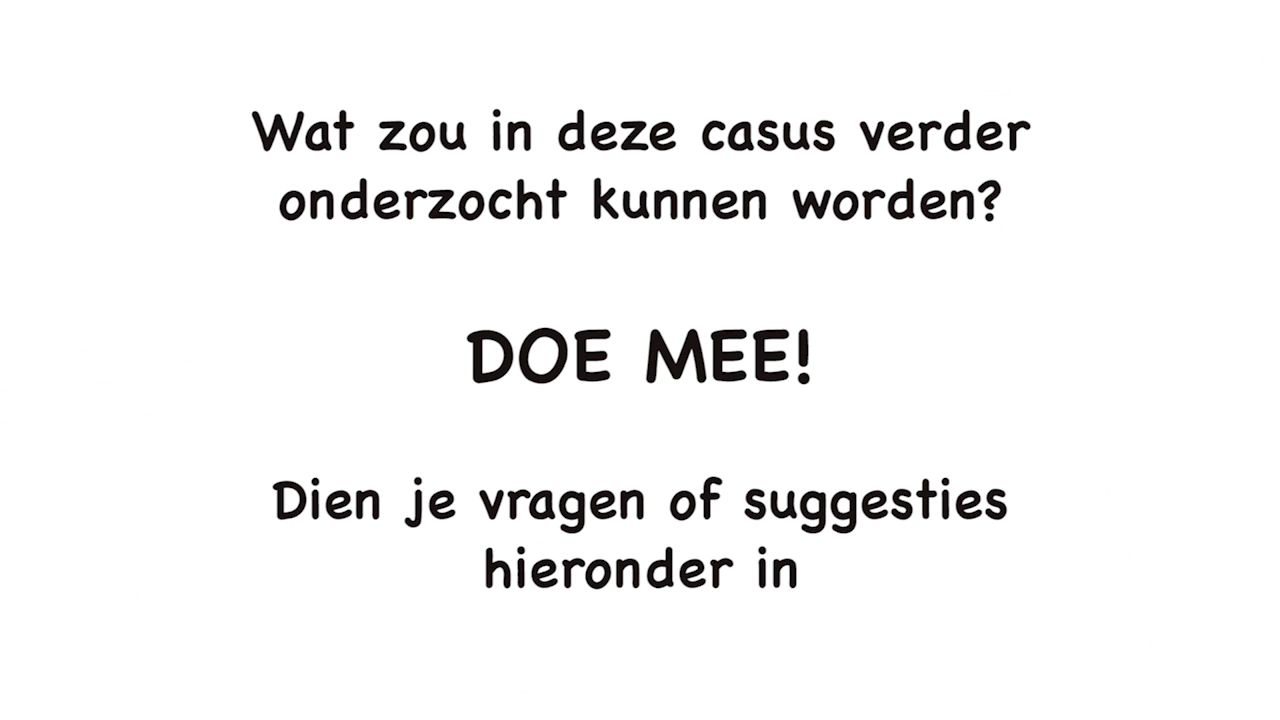 Wat zou in deze casus verder
onderzocht kunnen worden?
DOE MEE!
Dien je vragen of suggesties
hieronder in